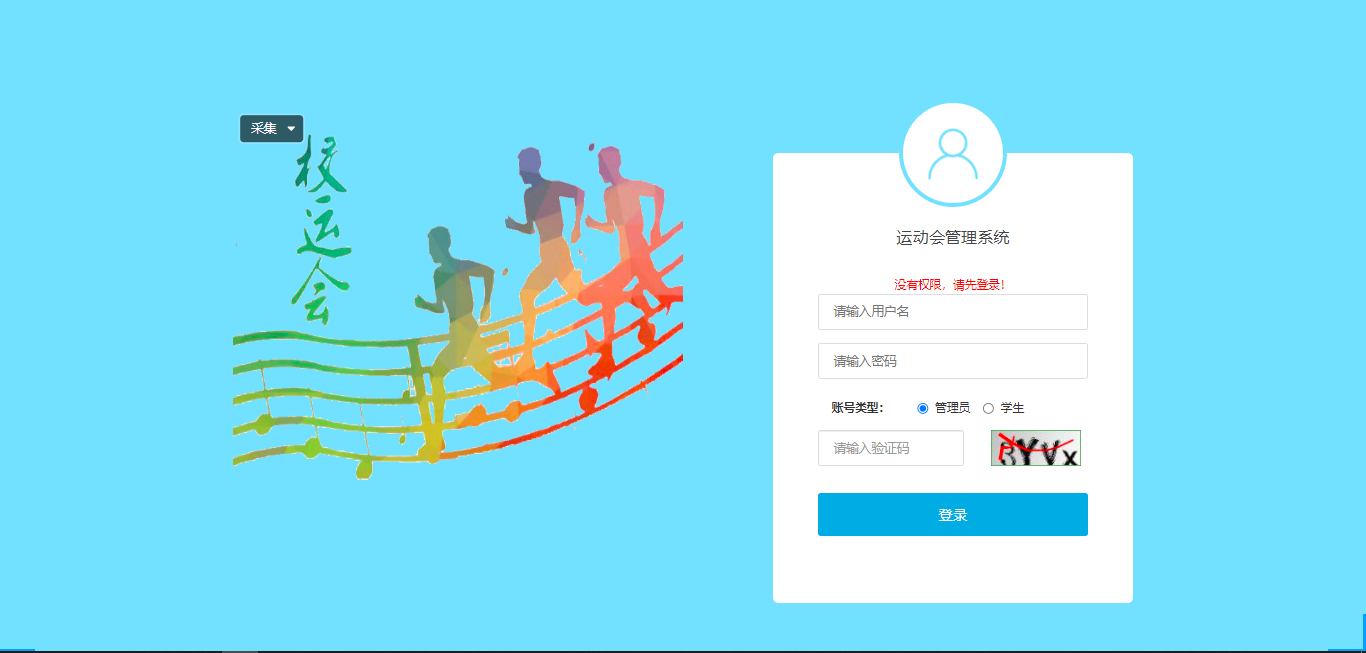 采集
校
运
会
运动会管理系统
没有权限，请先登录！
请输入用户名
请输入密码
账号类型： 管理员 学生
请输入验证码
登录